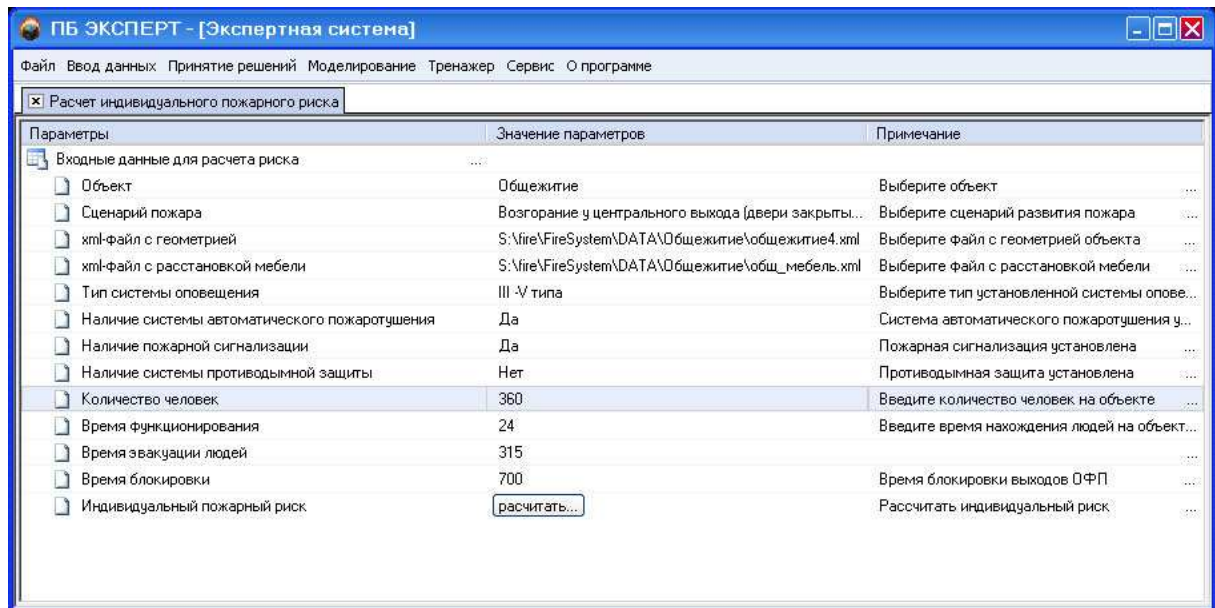 ПБ ЭКСПЕРТ - [Экспертная система]
Файл Ввод данных Принятие решений Моделирование Тренажер Сервис О программе
Расчет индивидуального пожарного риска
Параметры Значение параметров Примечание
Входные данные для расчета риска ...
Объект Общежитие Выберите объект ...
Сценарий пожара Возгорание у центрального выхода (двери закрыты... Выберите сценарий развития пожара ...
xml-файл с геометрией S:\fire\FireSystem\DATA\Общежитие\общежитие4.xml Выберите файл с геометрией объекта ...
xml-файл с расстановкой мебели S:\fire\FireSystem\DATA\Общежитие\общ_мебель.xml Выберите файл с расстановкой мебели ...
Тип системы оповещения III -V типа Выберите тип установленной системы опове...
Наличие системы автоматического пожаротушения Да Система автоматического пожаротушения у...
Наличие пожарной сигнализации Да Пожарная сигнализация установлена ...
Наличие системы противодымной защиты Нет Противодымная защита установлена ...
Количество человек 360 Введите количество человек на объекте ...
Время функционирования 24 Введите время нахождения людей на объект...
Время эвакуации людей 315 ...
Время блокировки 700 Время блокировки выходов ОФП ...
Индивидуальный пожарный риск расчитать... Рассчитать индивидуальный риск ...